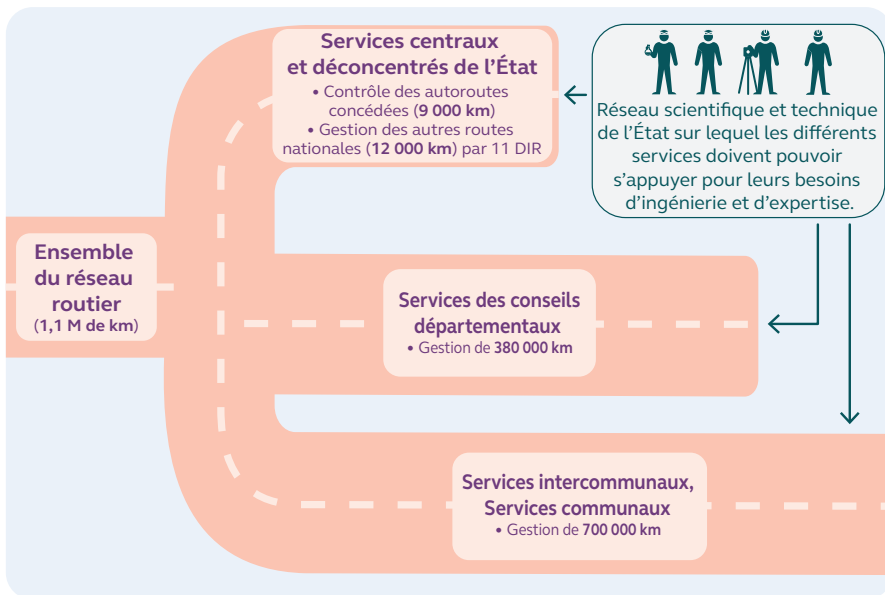 Services centraux
et déconcentrés de l’État
• Contrôle des autoroutes
concédées (9 000 km)
• Gestion des autres routes
nationales (12 000 km) par 11 DIR
Réseau scientifique et technique
de l’État sur lequel les différents
services doivent pouvoir
s’appuyer pour leurs besoins
d’ingénierie et d’expertise.
Ensemble
du réseau
routier
(1,1 M de km)
Services des conseils
départementaux
• Gestion de 380 000 km
Services intercommunaux,
Services communaux
• Gestion de 700 000 km